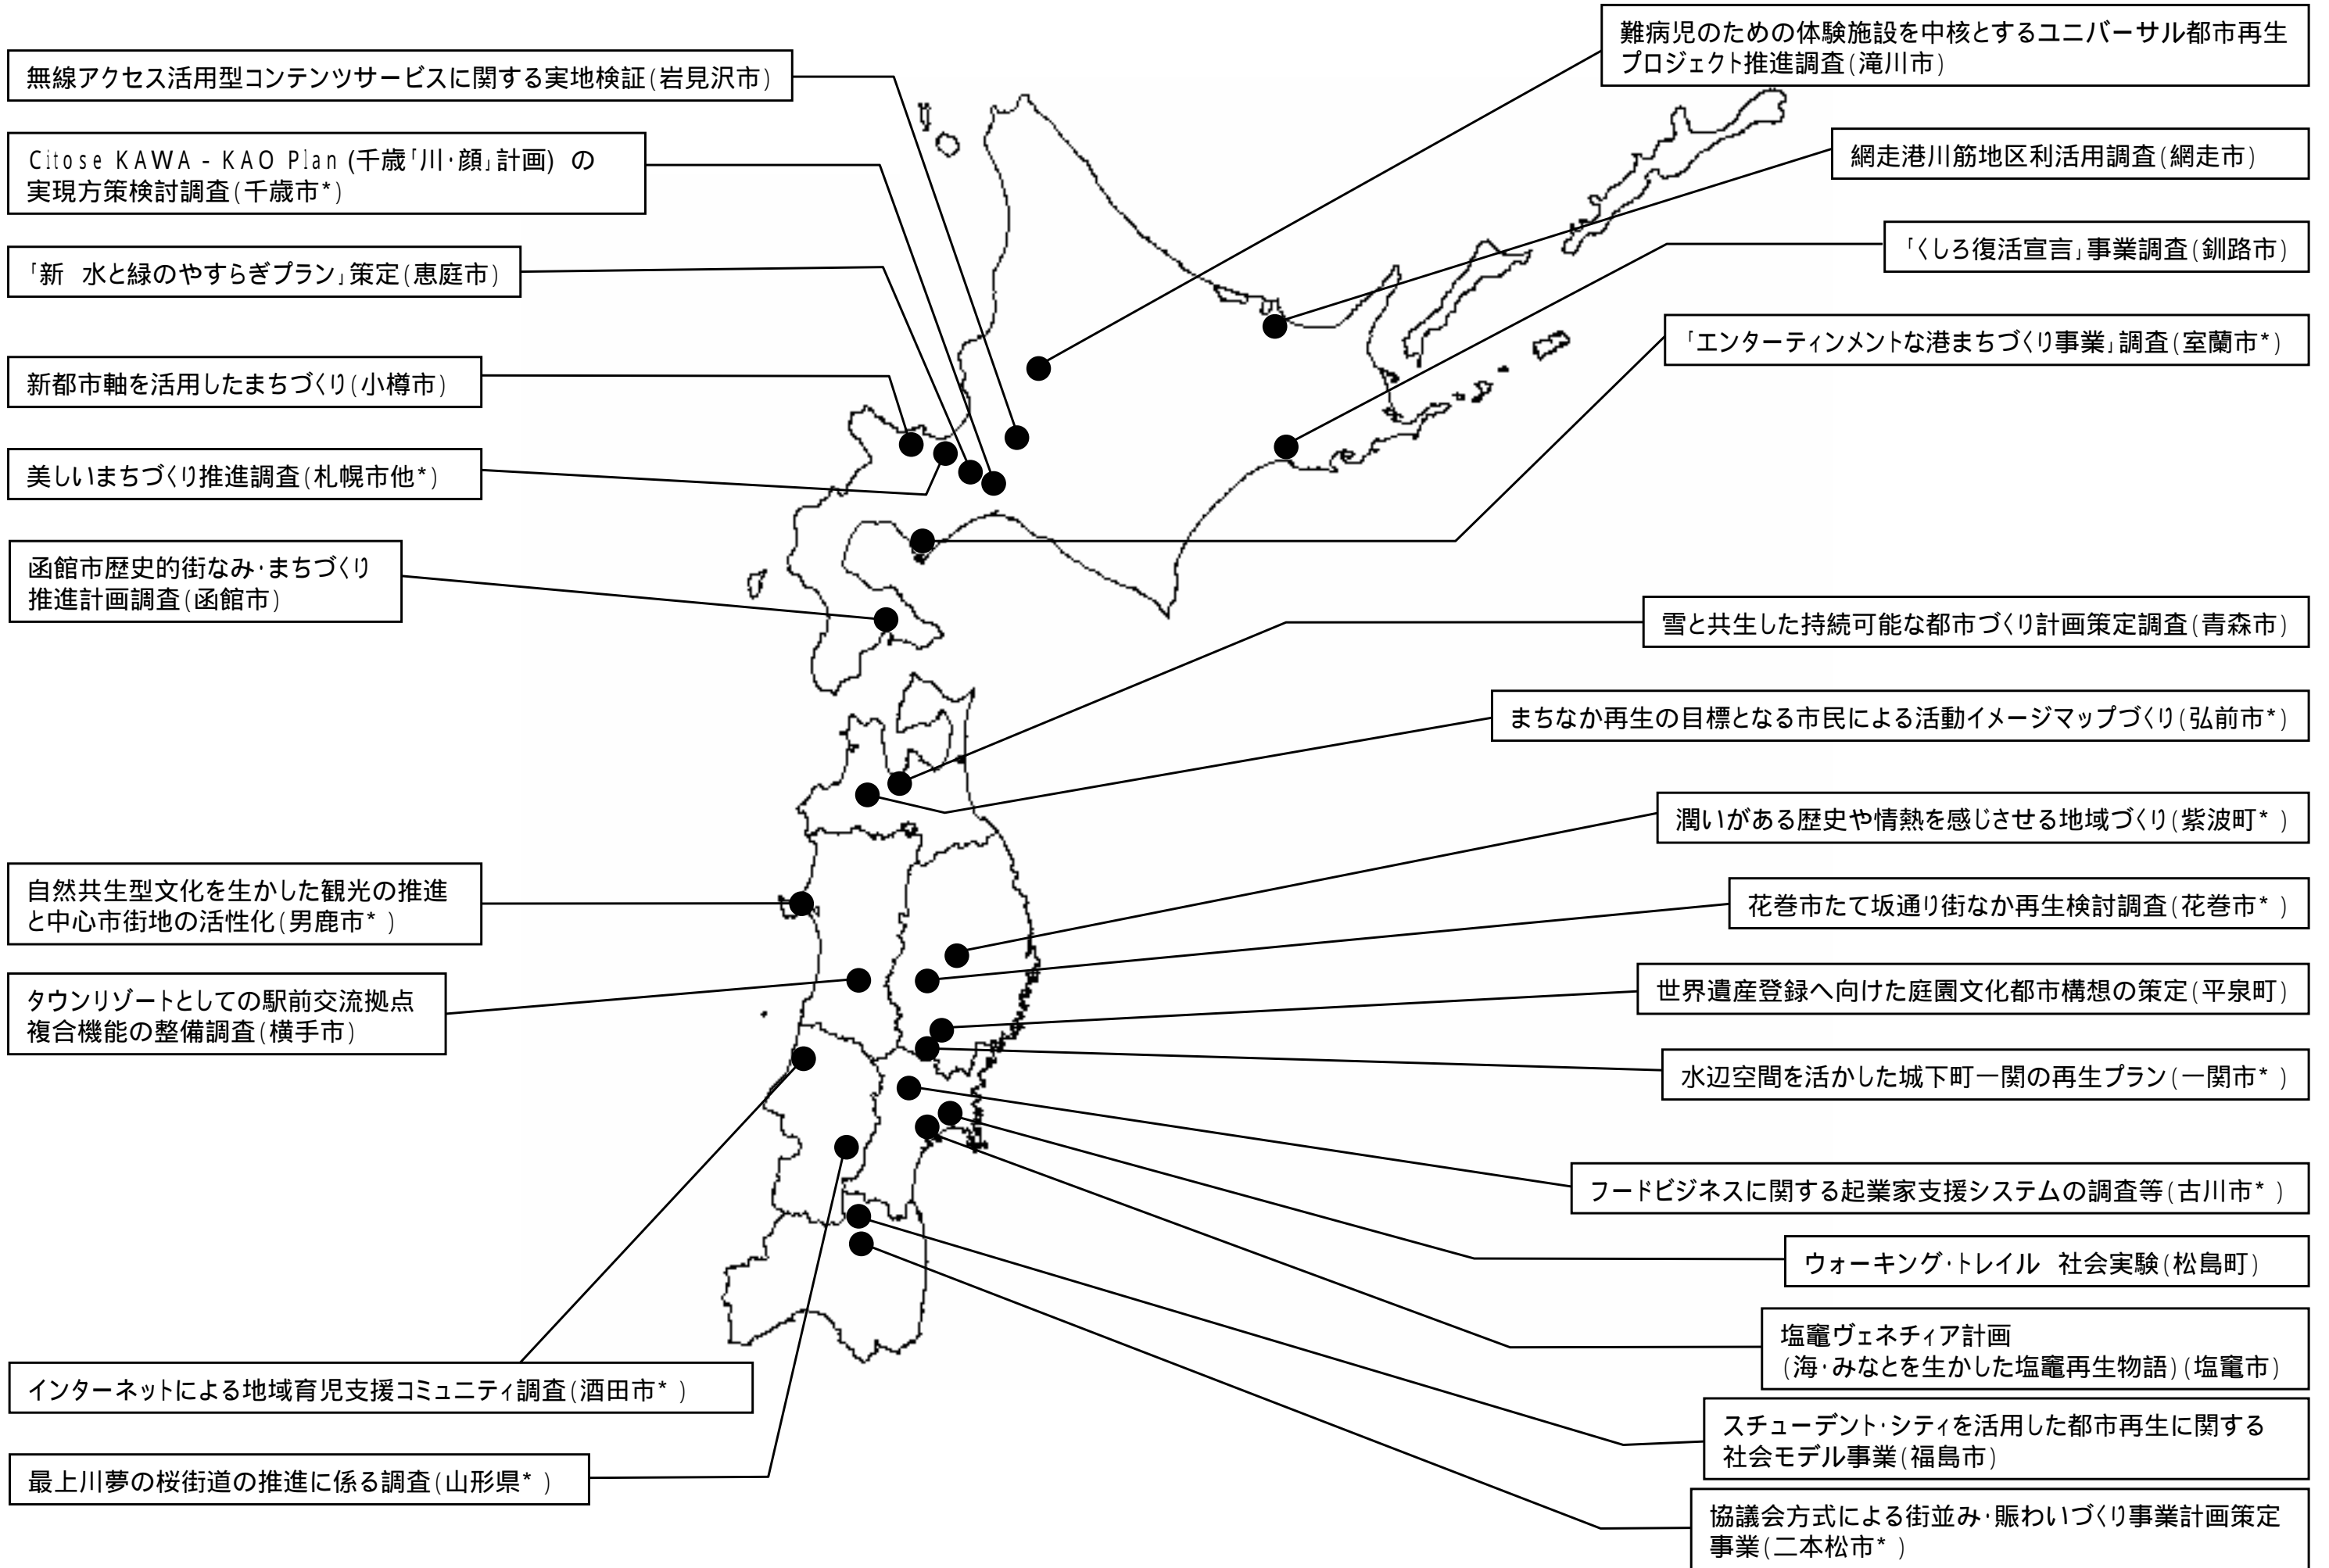 無線アクセス活用型コンテンツサービスに関する実地検証(岩見沢市)
Citose KAWA - KAO Plan (千歳｢川･顔｣計画) の
実現方策検討調査(千歳市*)
｢新 水と緑のやすらぎプラン｣策定(恵庭市)
新都市軸を活用したまちづくり(小樽市)
美しいまちづくり推進調査(札幌市他*)
函館市歴史的街なみ･まちづくり
推進計画調査(函館市)
自然共生型文化を生かした観光の推進
と中心市街地の活性化(男鹿市* )
タウンリゾートとしての駅前交流拠点
複合機能の整備調査(横手市)
インターネットによる地域育児支援コミュニティ調査(酒田市* )
最上川夢の桜街道の推進に係る調査(山形県* )
難病児のための体験施設を中核とするユニバーサル都市再生
プロジェクト推進調査(滝川市)
網走港川筋地区利活用調査(網走市)
｢くしろ復活宣言｣事業調査(釧路市)
｢エンターティンメントな港まちづくり事業｣調査(室蘭市*)
雪と共生した持続可能な都市づくり計画策定調査(青森市)
まちなか再生の目標となる市民による活動イメージマップづくり(弘前市*)
潤いがある歴史や情熱を感じさせる地域づくり(紫波町* )
花巻市たて坂通り街なか再生検討調査(花巻市* )
世界遺産登録へ向けた庭園文化都市構想の策定(平泉町)
水辺空間を活かした城下町一関の再生プラン(一関市* )
フードビジネスに関する起業家支援システムの調査等(古川市* )
ウォーキング･トレイル 社会実験(松島町)
塩竈ヴェネチィア計画
(海･みなとを生かした塩竈再生物語)(塩竃市)
スチューデント･シティを活用した都市再生に関する
社会モデル事業(福島市)
協議会方式による街並み･賑わいづくり事業計画策定
事業(二本松市* )